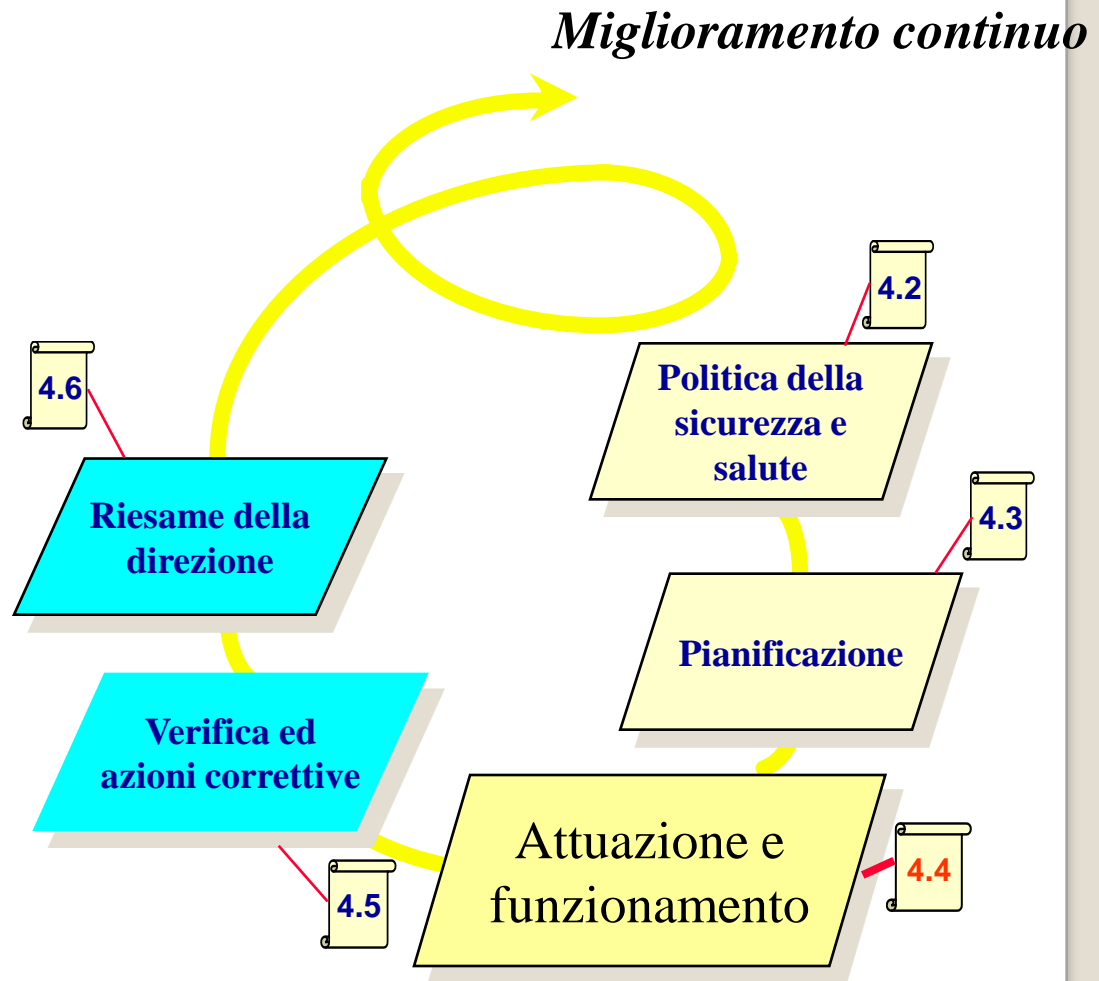 Miglioramento continuo
4.2
Politica della
sicurezza e
salute
4.3
Pianificazione
4.4
Attuazione e
funzionamento
4.5
Verifica ed
azioni correttive
4.6
Riesame della
direzione